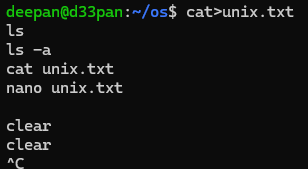 deepan@d33pan:~/os$ cat>unix.txt
ls
ls -a
cat unix.txt
nano unix.txt

clear
clear
^C